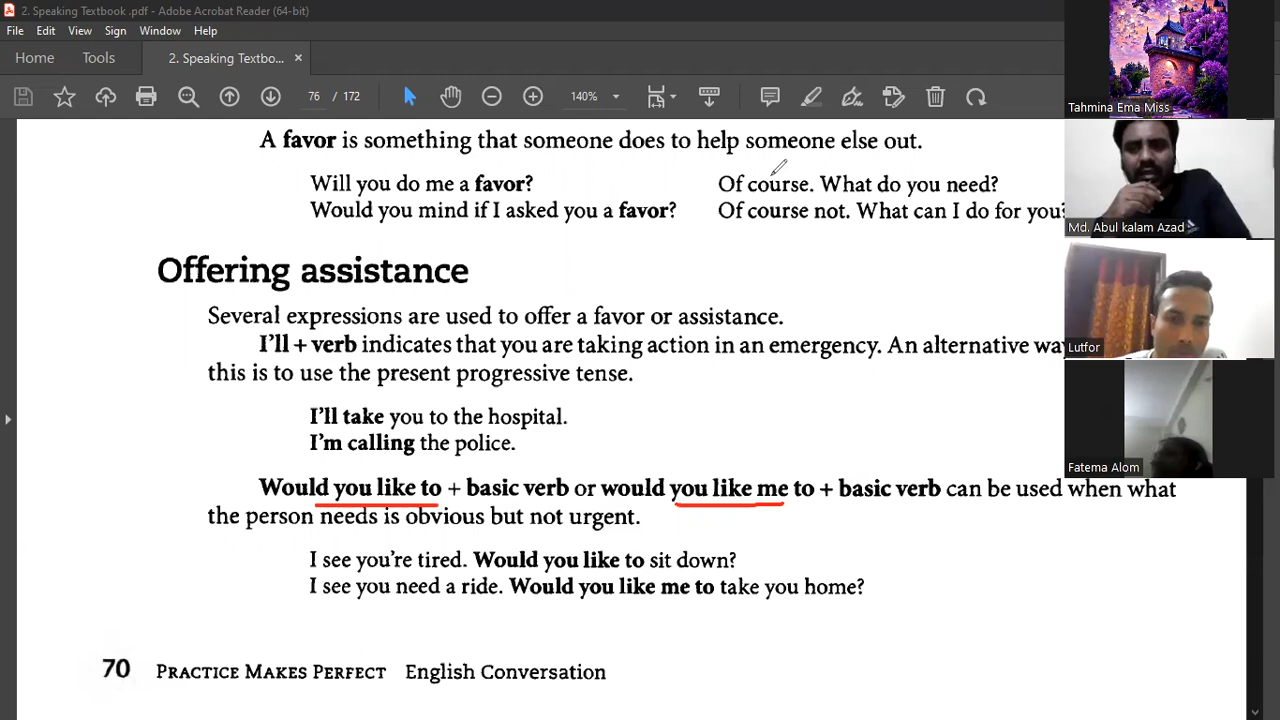 2. Speaking Textbook .pdf - Adobe Acrobat Reader (64-bit)
File Edit View Sign Window Help
Home Tools 2. Speaking Textbo... ×
76 / 172 140%
A favor is something that someone does to help someone else out.
Will you do me a favor? Of course. What do you need?
Would you mind if I asked you a favor? Of course not. What can I do for you?
Offering assistance
Several expressions are used to offer a favor or assistance.
I'll + verb indicates that you are taking action in an emergency. An alternative way
this is to use the present progressive tense.
I'll take you to the hospital.
I'm calling the police.
Would you like to + basic verb or would you like me to + basic verb can be used when what
the person needs is obvious but not urgent.
I see you're tired. Would you like to sit down?
I see you need a ride. Would you like me to take you home?
70 PRACTICE MAKES PERFECT English Conversation
Tahmina Ema Miss
Md. Abul kalam Azad
Lutfor
Fatema Alom